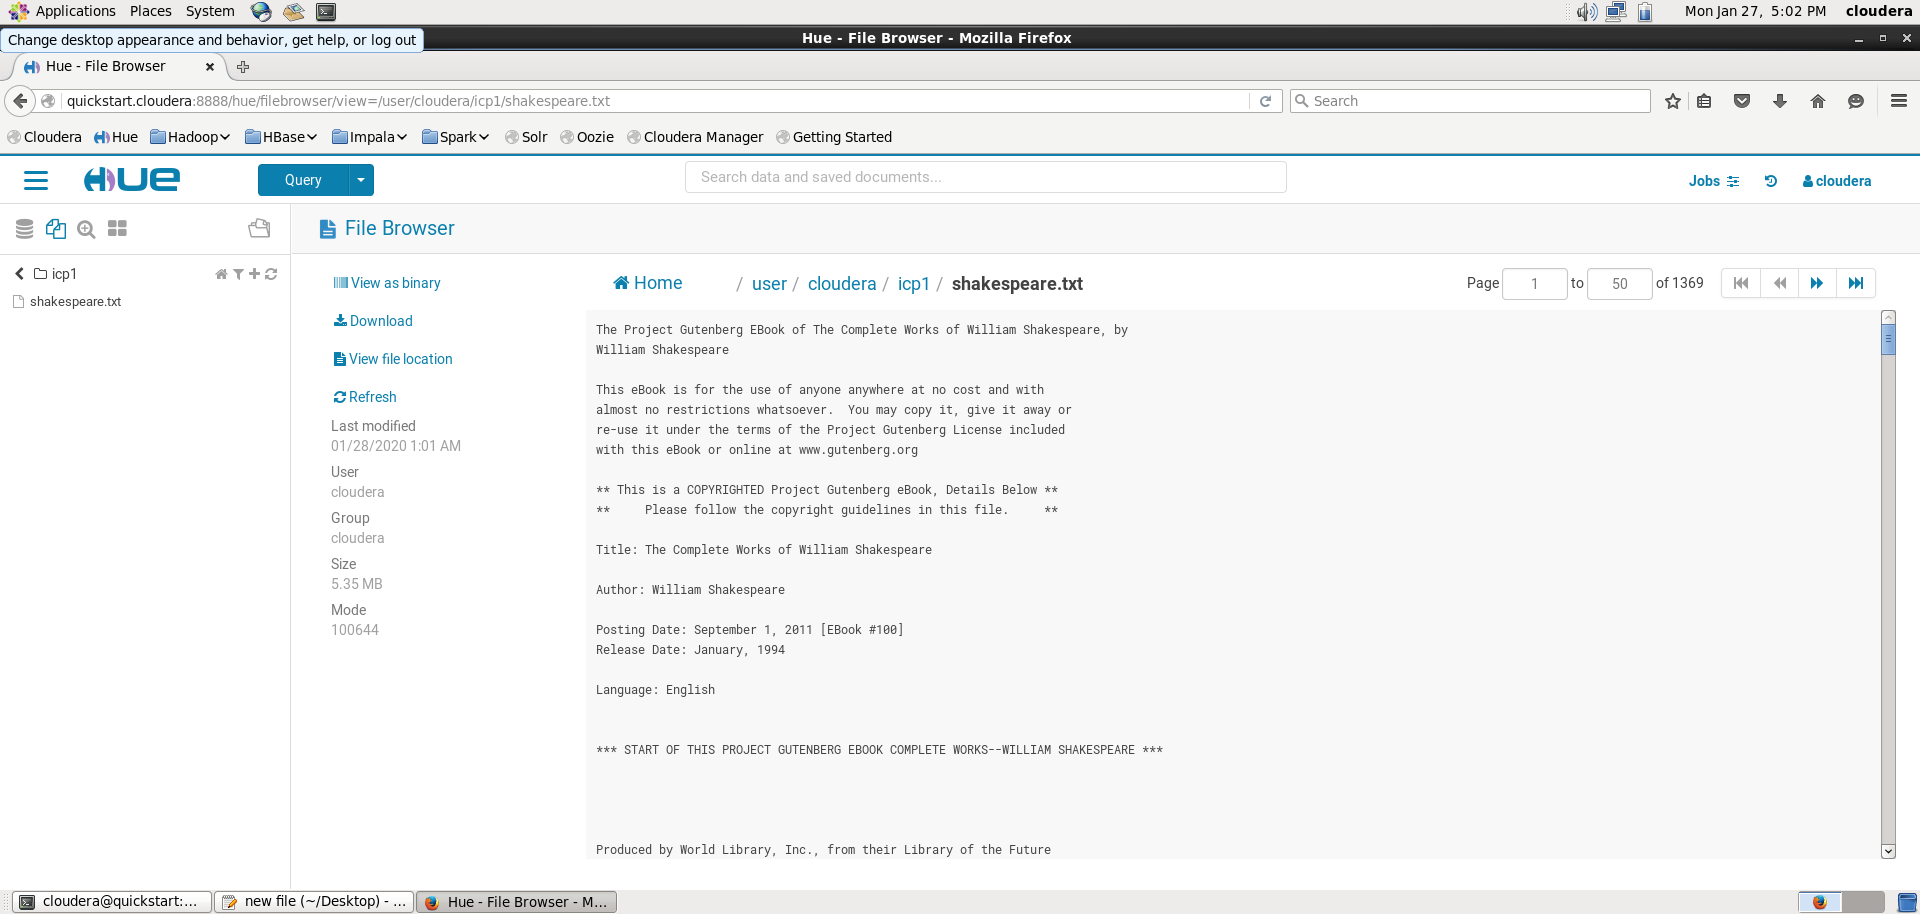 Applications Places System Mon Jan 27, 5:02 PM cloudera
Change desktop appearance and behavior, get help, or log out
Hue - File Browser - Mozilla Firefox
Hue - File Browser
quickstart.cloudera:8888/hue/filebrowser/view=/user/cloudera/icp1/shakespeare.txt Search
Cloudera Hue Hadoop HBase Impala Spark Solr Oozie Cloudera Manager Getting Started
HUE Query Search data and saved documents... Jobs cloudera
File Browser
icp1
shakespeare.txt
View as binary
Download
View file location
Refresh
Last modified
01/28/2020 1:01 AM
User
cloudera
Group
cloudera
Size
5.35 MB
Mode
100644
Home / user / cloudera / icp1 / shakespeare.txt Page 1 to 50 of 1369
The Project Gutenberg EBook of The Complete Works of William Shakespeare, by
William Shakespeare
This eBook is for the use of anyone anywhere at no cost and with
almost no restrictions whatsoever.  You may copy it, give it away or
re-use it under the terms of the Project Gutenberg License included
with this eBook or online at www.gutenberg.org
** This is a COPYRIGHTED Project Gutenberg eBook, Details Below **
**     Please follow the copyright guidelines in this file.     **
Title: The Complete Works of William Shakespeare
Author: William Shakespeare
Posting Date: September 1, 2011 [EBook #100]
Release Date: January, 1994
Language: English
*** START OF THIS PROJECT GUTENBERG EBOOK COMPLETE WORKS--WILLIAM SHAKESPEARE ***
Produced by World Library, Inc., from their Library of the Future
cloudera@quickstart:... new file (~/Desktop) - ... Hue - File Browser - M...